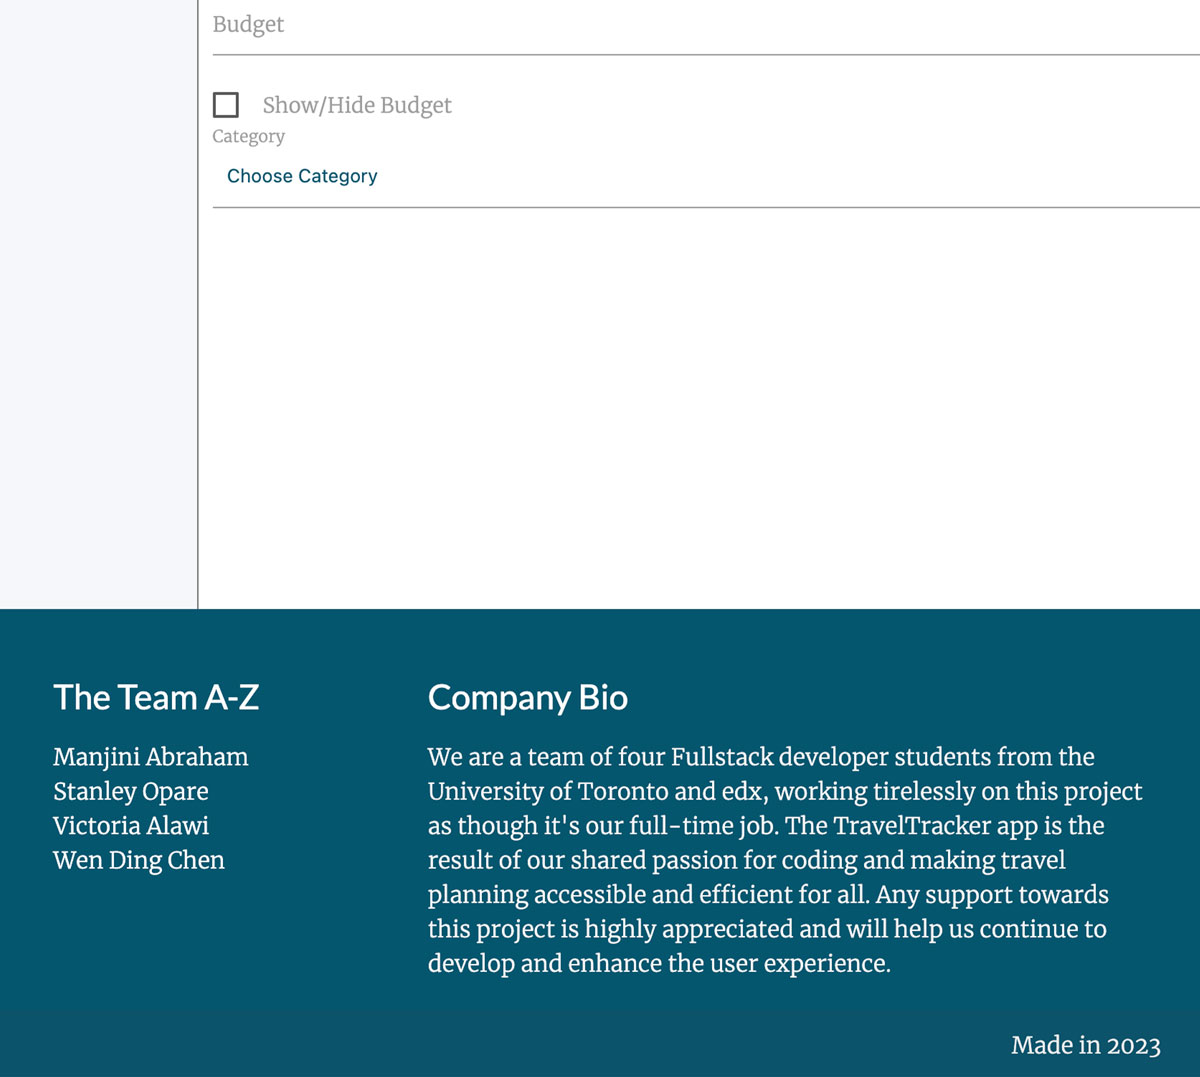 Budget
Show/Hide Budget
Category
Choose Category
The Team A-Z
Manjini Abraham
Stanley Opare
Victoria Alawi
Wen Ding Chen
Company Bio
We are a team of four Fullstack developer students from the
University of Toronto and edx, working tirelessly on this project
as though it's our full-time job. The TravelTracker app is the
result of our shared passion for coding and making travel
planning accessible and efficient for all. Any support towards
this project is highly appreciated and will help us continue to
develop and enhance the user experience.
Made in 2023